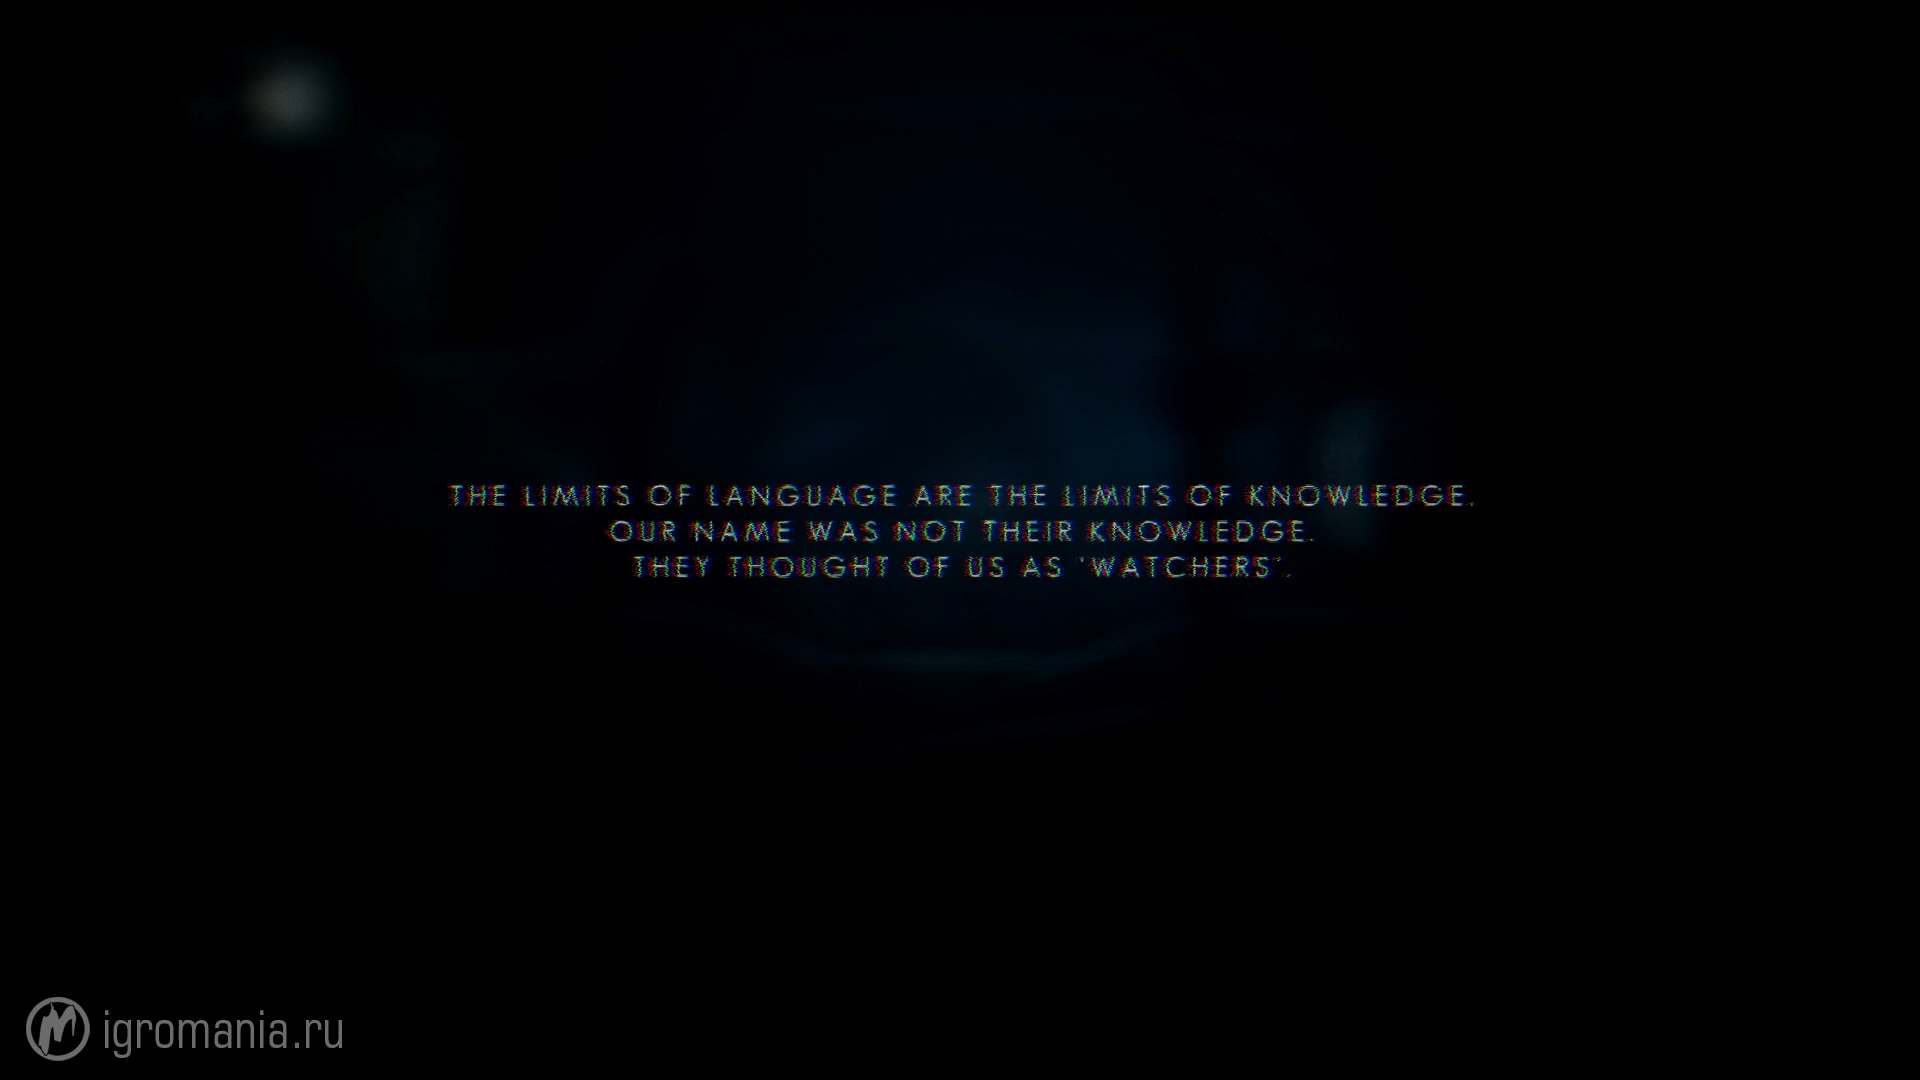 THE LIMITS OF LANGUAGE ARE THE LIMITS OF KNOWLEDGE.
OUR NAME WAS NOT THEIR KNOWLEDGE.
THEY THOUGHT OF US AS "WATCHERS".
igromania.ru